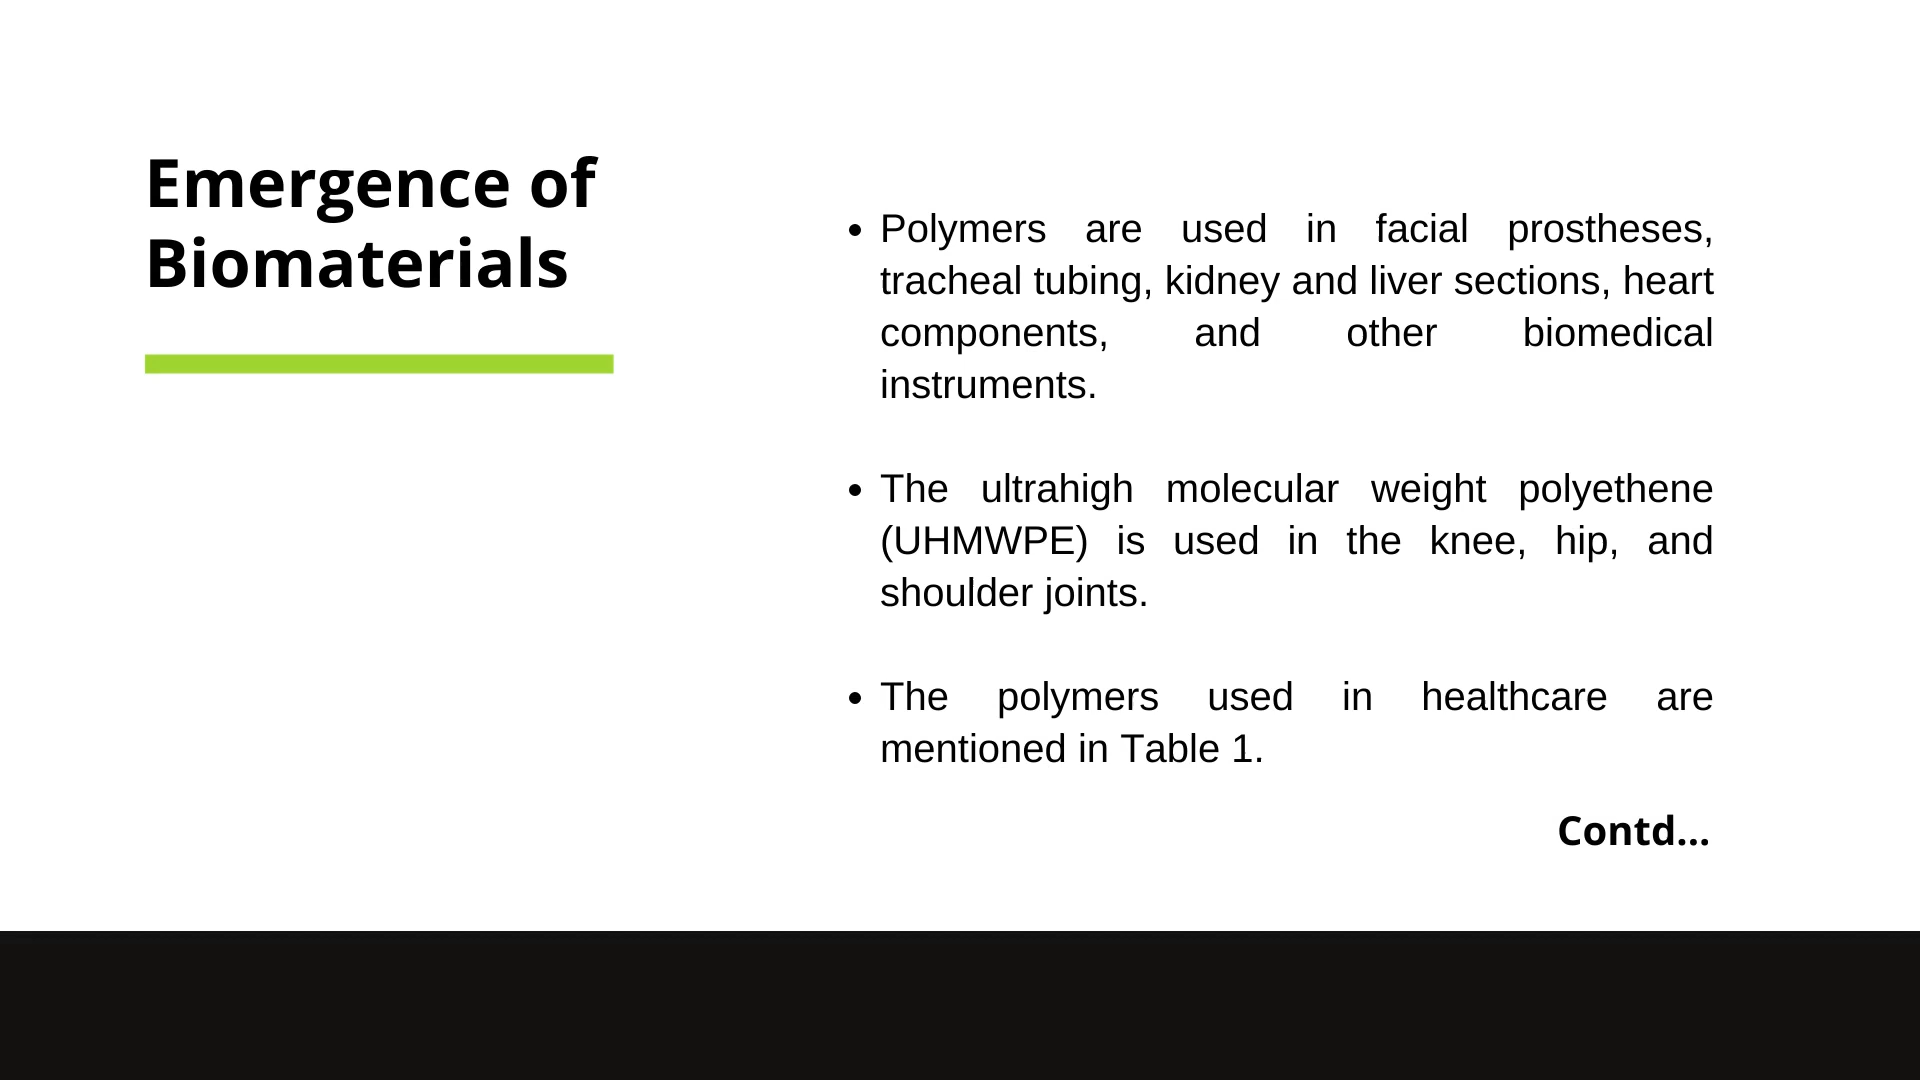 Emergence of
Biomaterials
• Polymers are used in facial prostheses,
tracheal tubing, kidney and liver sections, heart
components, and other biomedical
instruments.
• The ultrahigh molecular weight polyethene
(UHMWPE) is used in the knee, hip, and
shoulder joints.
• The polymers used in healthcare are
mentioned in Table 1.
Contd...